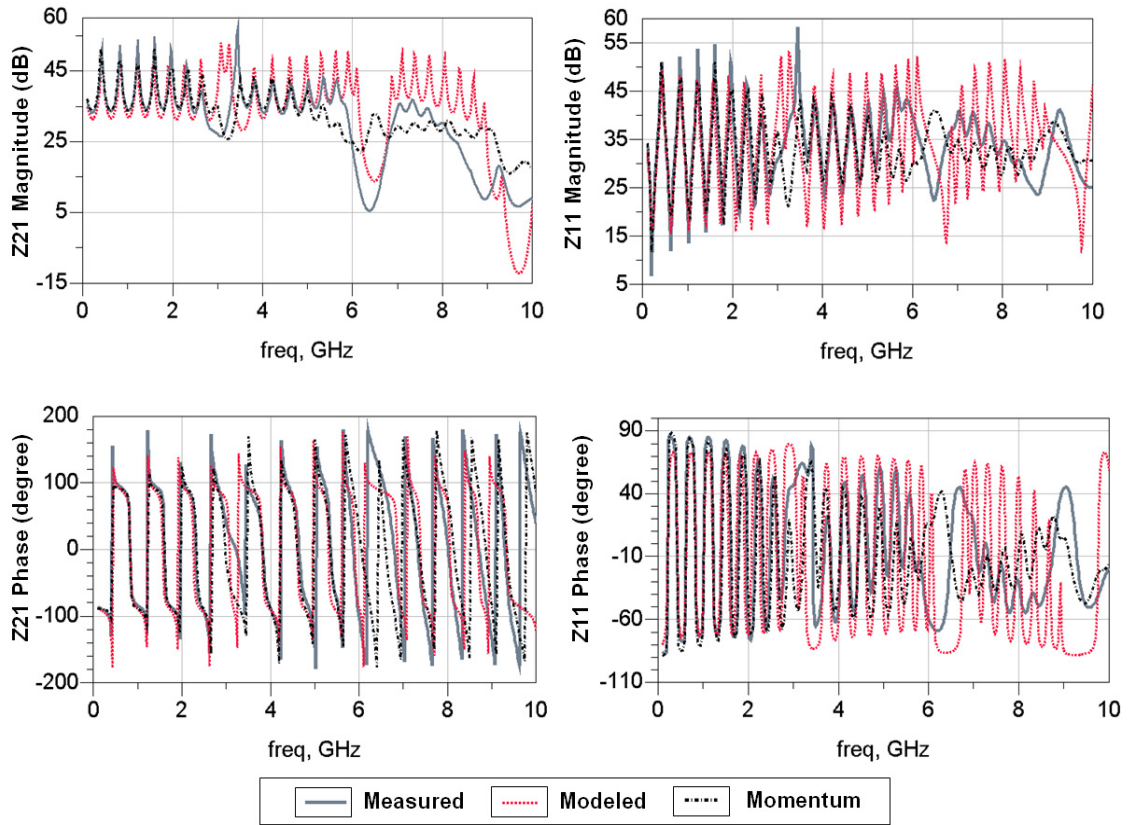 Z21 Magnitude (dB)
60
45
25
5
-15
0 2 4 6 8 10
freq, GHz
Z11 Magnitude (dB)
60
55
45
35
25
15
5
0 2 4 6 8 10
freq, GHz
Z21 Phase (degree)
200
100
0
-100
-200
0 2 4 6 8 10
freq, GHz
Z11 Phase (degree)
90
40
-10
-60
-110
0 2 4 6 8 10
freq, GHz
Measured Modeled Momentum